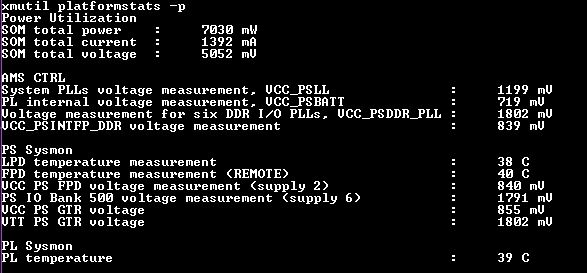 xmutil platformstats -p
Power Utilization
SOM total power : 7030 mW
SOM total current : 1392 mA
SOM total voltage : 5052 mV
AMS CTRL
System PLLs voltage measurement, VCC_PSLL : 1199 mV
PL internal voltage measurement, VCC_PSBATT : 719 mV
Voltage measurement for six DDR I/O PLLs, VCC_PSDDR_PLL : 1802 mV
VCC_PSINTFP_DDR voltage measurement : 839 mV
PS Sysmon
LPD temperature measurement : 38 C
FPD temperature measurement (REMOTE) : 40 C
VCC PS FPD voltage measurement (supply 2) : 840 mV
PS IO Bank 500 voltage measurement (supply 6) : 1791 mV
VCC PS GTR voltage : 855 mV
VTT PS GTR voltage : 1802 mV
PL Sysmon
PL temperature : 39 C